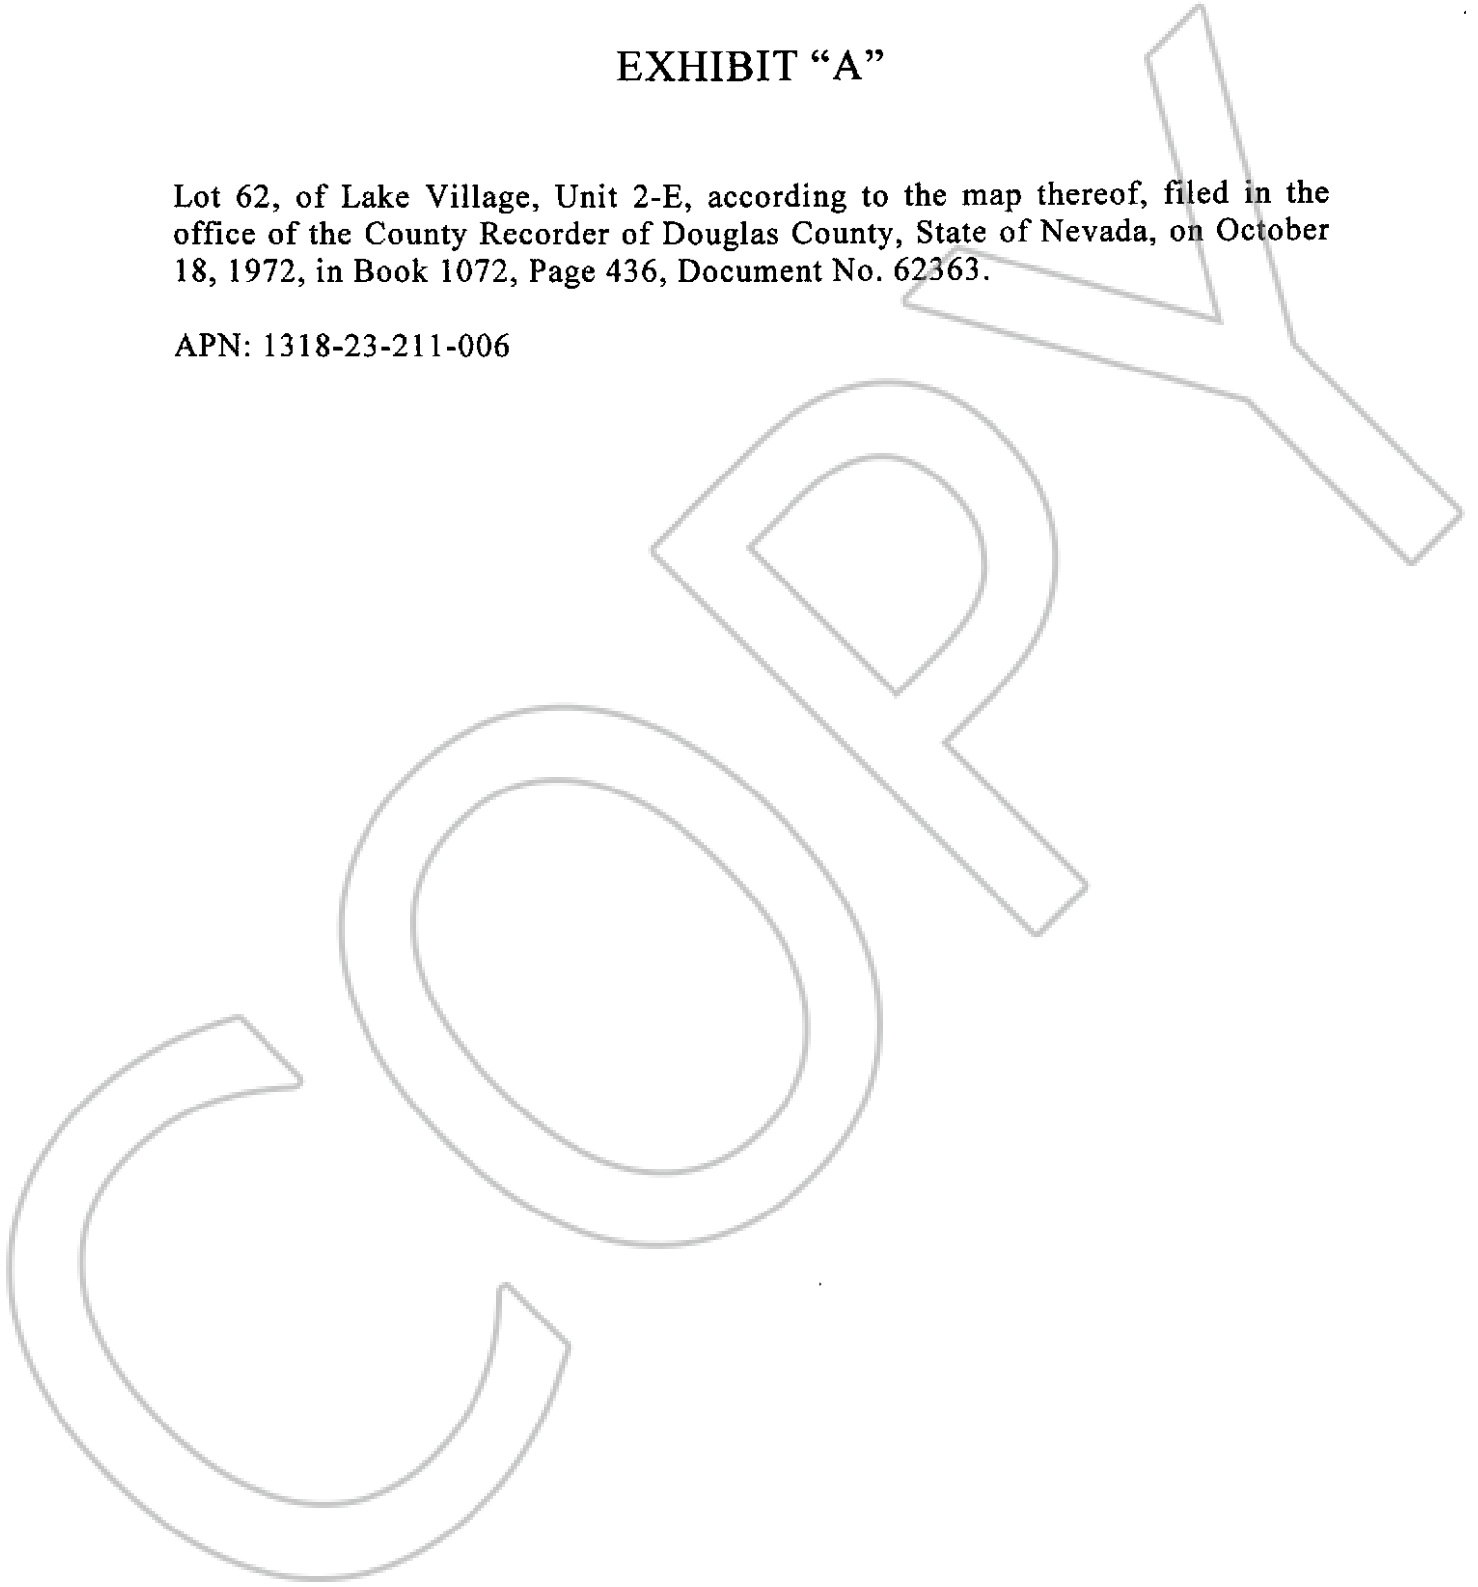 EXHIBIT “A”
Lot 62, of Lake Village, Unit 2-E, according to the map thereof, filed in the
office of the County Recorder of Douglas County, State of Nevada, on October
18, 1972, in Book 1072, Page 436, Document No. 62363.
APN: 1318-23-211-006
COPY